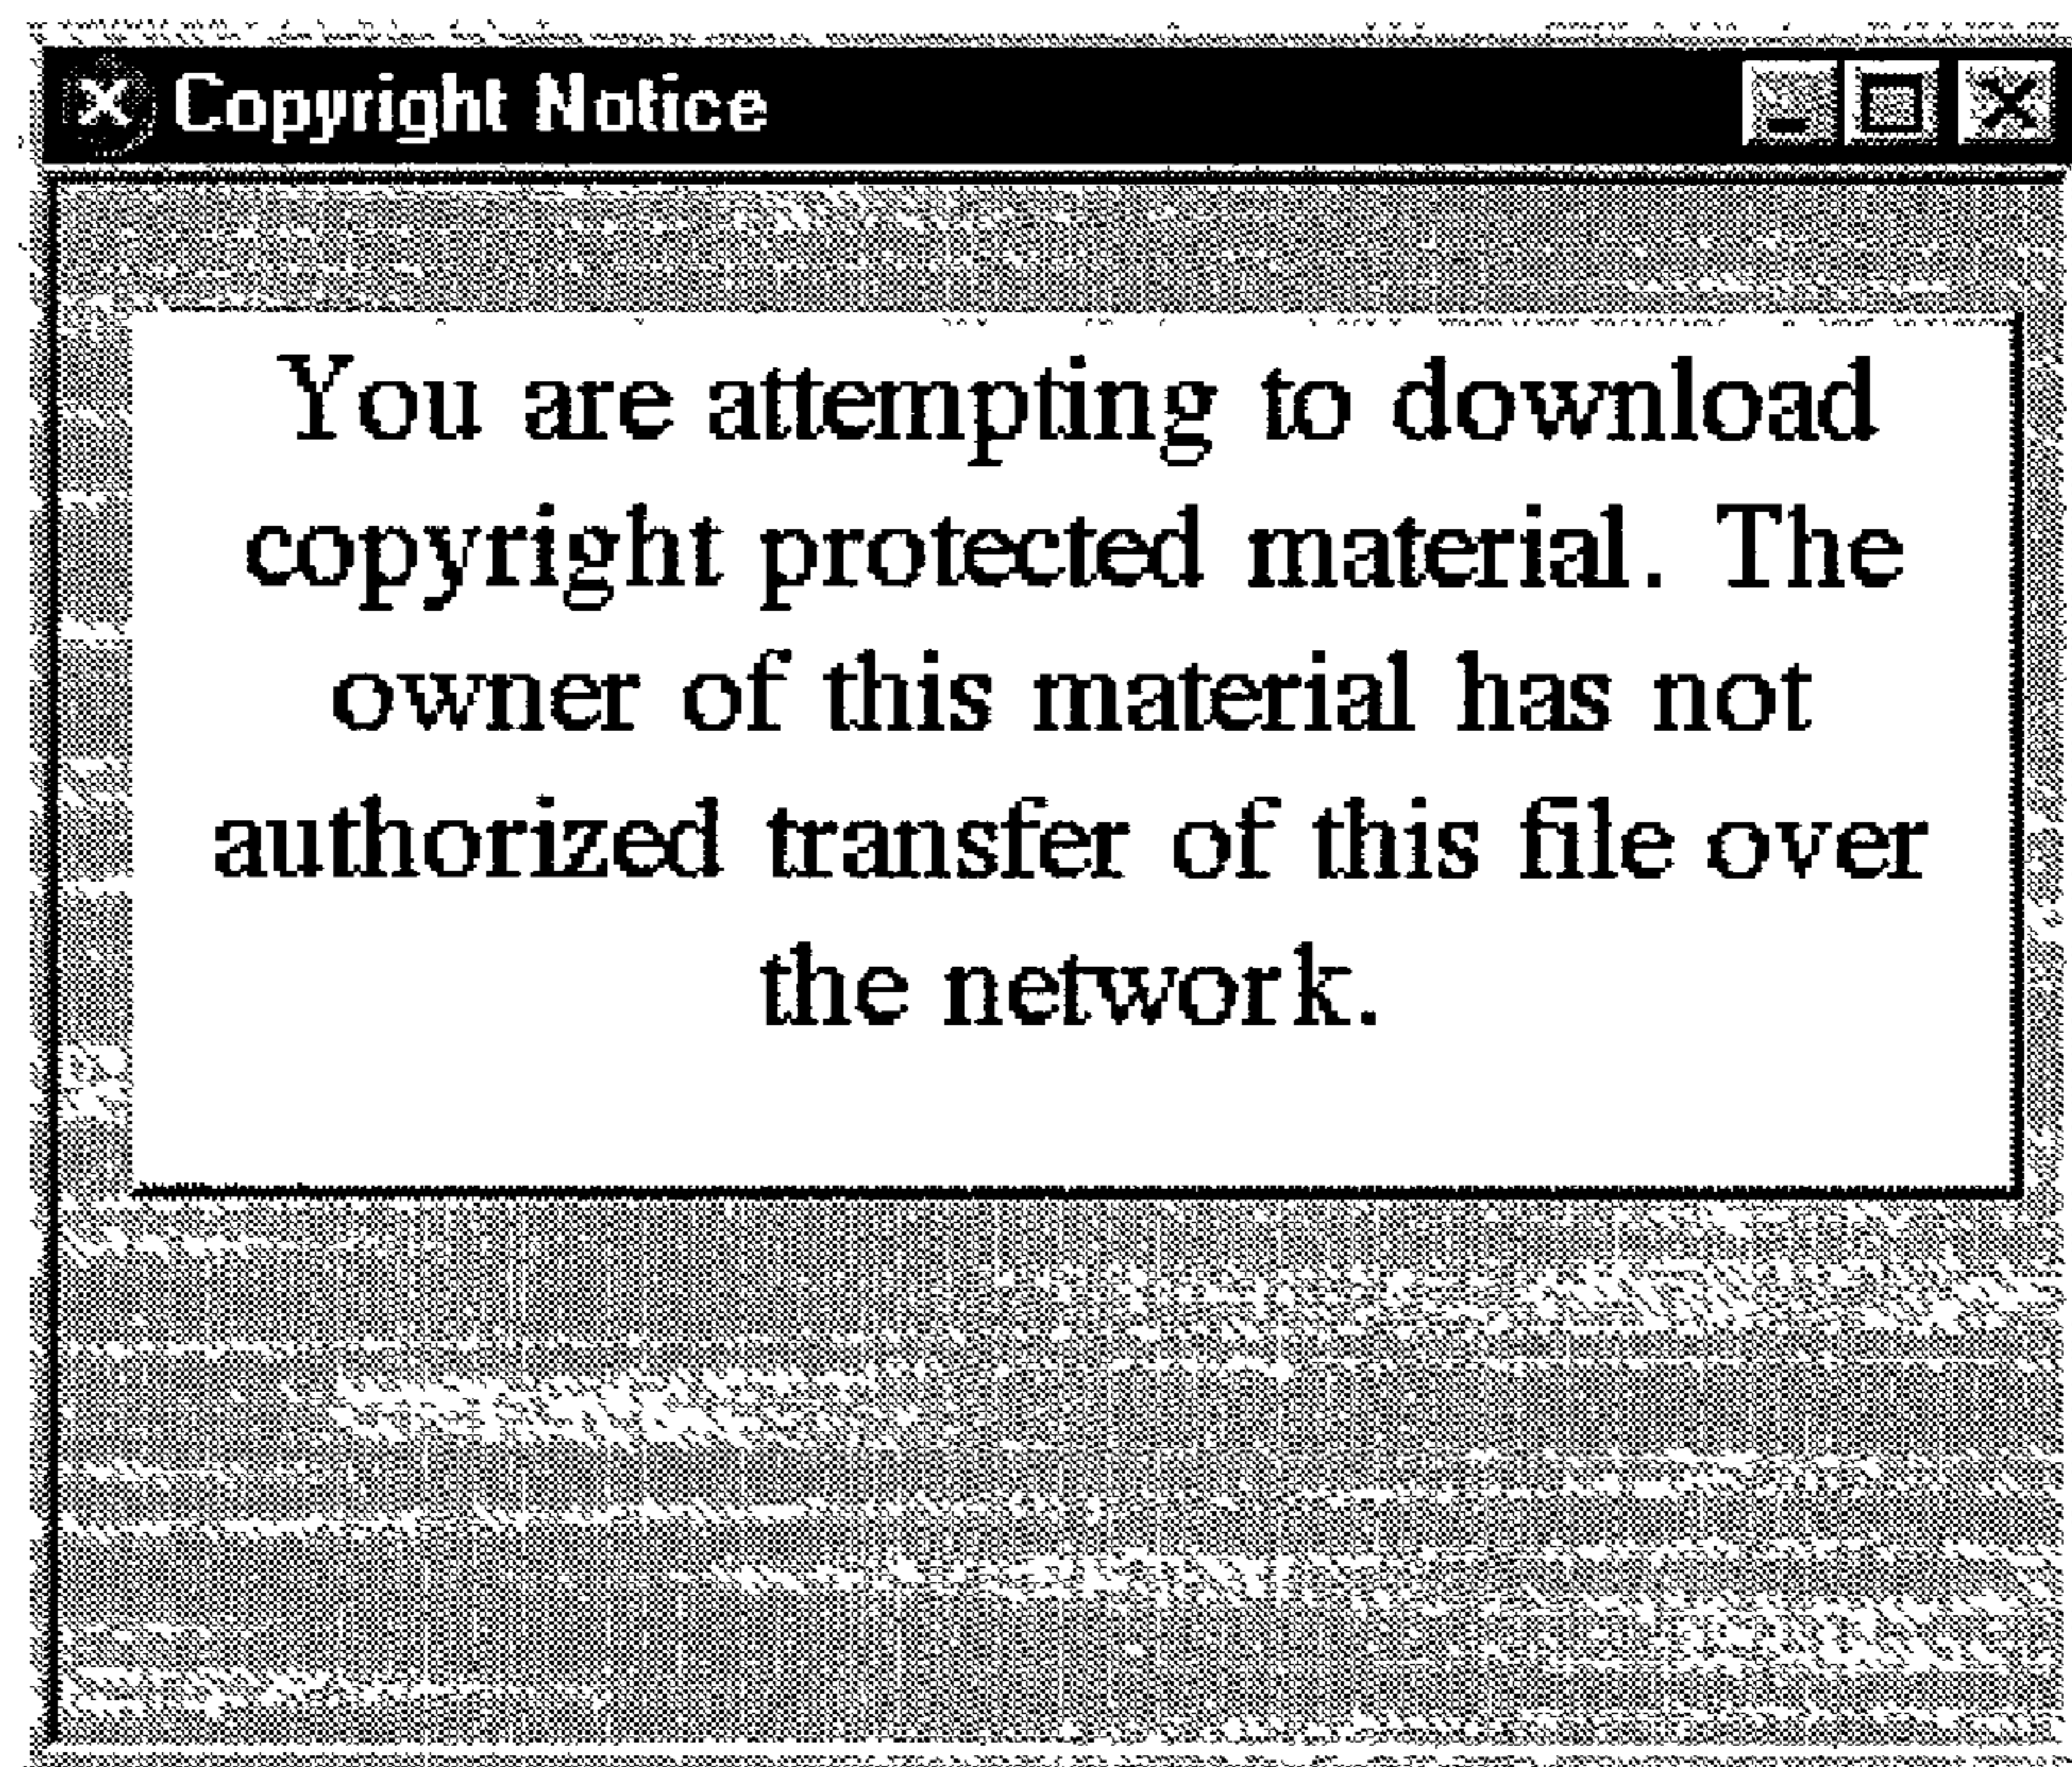 Copyright Notice
You are attempting to download
copyright protected material. The
owner of this material has not
authorized transfer of this file over
the network.